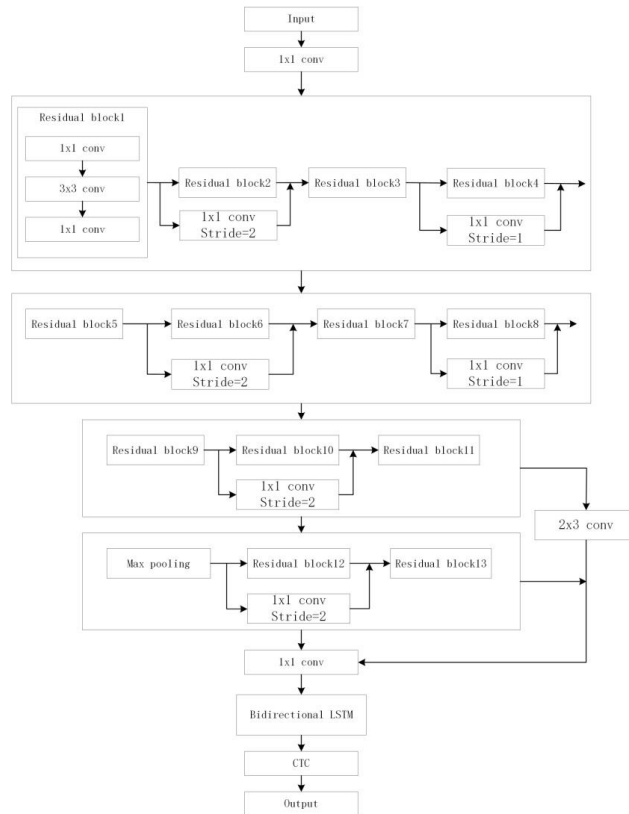 Input
1x1 conv
Residual block1
1x1 conv
3x3 conv
1x1 conv
Residual block2
1x1 conv
Stride=2
Residual block3
Residual block4
1x1 conv
Stride=1
Residual block5
Residual block6
1x1 conv
Stride=2
Residual block7
Residual block8
1x1 conv
Stride=1
Residual block9
Residual block10
1x1 conv
Stride=2
Residual block11
2x3 conv
Max pooling
Residual block12
1x1 conv
Stride=2
Residual block13
1x1 conv
Bidirectional LSTM
CTC
Output